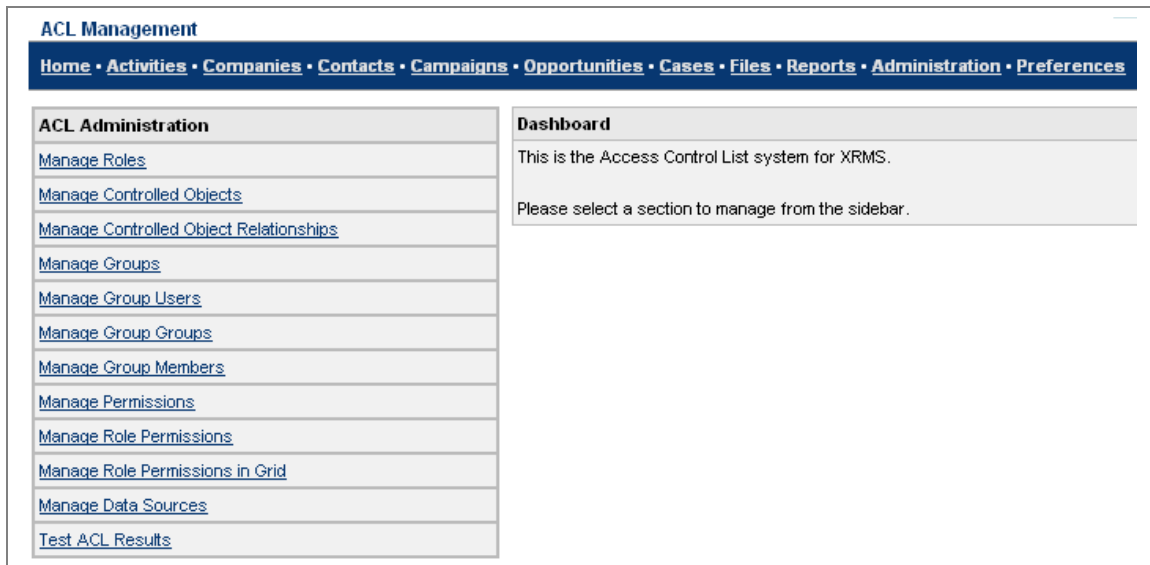 ACL Management
Home • Activities • Companies • Contacts • Campaigns • Opportunities • Cases • Files • Reports • Administration • Preferences
ACL Administration
Manage Roles
Manage Controlled Objects
Manage Controlled Object Relationships
Manage Groups
Manage Group Users
Manage Group Groups
Manage Group Members
Manage Permissions
Manage Role Permissions
Manage Role Permissions in Grid
Manage Data Sources
Test ACL Results
Dashboard
This is the Access Control List system for XRMS.
Please select a section to manage from the sidebar.